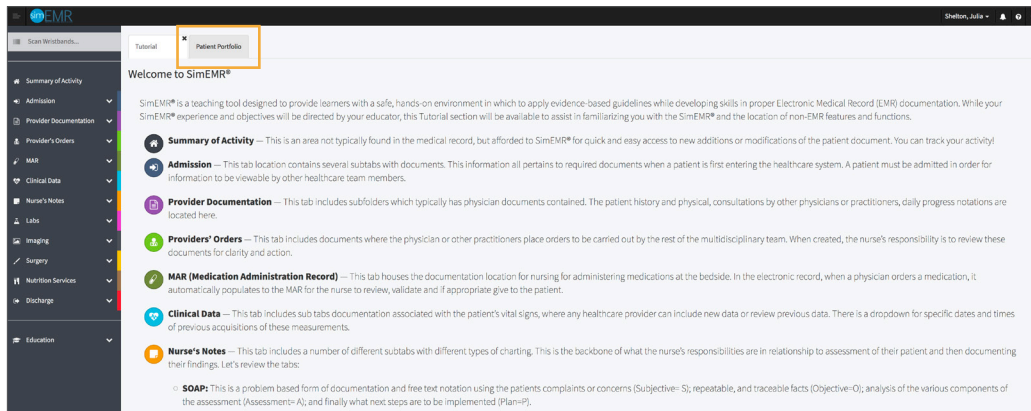 simEMR
Shelton, Julia
Scan Wristbands...
Tutorial
Patient Portfolio
Summary of Activity
Admission
Provider Documentation
Provider's Orders
MAR
Clinical Data
Nurse's Notes
Labs
Imaging
Surgery
Nutrition Services
Discharge
Education
Welcome to SimEMR®
SimEMR® is a teaching tool designed to provide learners with a safe, hands-on environment in which to apply evidence-based guidelines while developing skills in proper Electronic Medical Record (EMR) documentation. While your
SimEMR® experience and objectives will be directed by your educator, this Tutorial section will be available to assist in familiarizing you with the SimEMR® and the location of non-EMR features and functions.
Summary of Activity — This is an area not typically found in the medical record, but afforded to SimEMR® for quick and easy access to new additions or modifications of the patient document. You can track your activity!
Admission — This tab location contains several subtabs with documents. This information all pertains to required documents when a patient is first entering the healthcare system. A patient must be admitted in order for
information to be viewable by other healthcare team members.
Provider Documentation — This tab includes subfolders which typically has physician documents contained. The patient history and physical, consultations by other physicians or practitioners, daily progress notations are
located here.
Providers' Orders — This tab includes documents where the physician or other practitioners place orders to be carried out by the rest of the multidisciplinary team. When created, the nurse's responsibility is to review these
documents for clarity and action.
MAR (Medication Administration Record) — This tab houses the documentation location for nursing for administering medications at the bedside. In the electronic record, when a physician orders a medication, it
automatically populates to the MAR for the nurse to review, validate and if appropriate give to the patient.
Clinical Data — This tab includes sub tabs documentation associated with the patient's vital signs, where any healthcare provider can include new data or review previous data. There is a dropdown for specific dates and times
of previous acquisitions of these measurements.
Nurse's Notes — This tab includes a number of different subtabs with different types of charting. This is the backbone of what the nurse's responsibilities are in relationship to assessment of their patient and then documenting
their findings. Let's review the tabs:
SOAP: This is a problem based form of documentation and free text notation using the patients complaints or concerns (Subjective= S); repeatable, and traceable facts (Objective=O); analysis of the various components of
the assessment (Assessment= A); and finally what next steps are to be implemented (Plan=P).